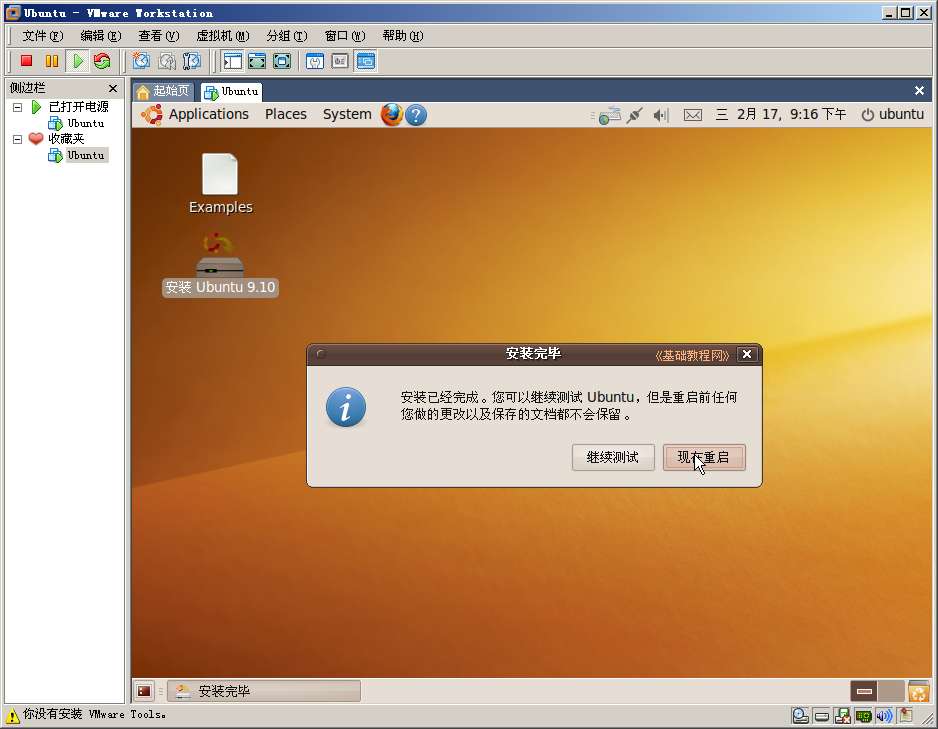 Ubuntu - VMware Workstation
文件(F) 编辑(E) 查看(V) 虚拟机(M) 分组(T) 窗口(W) 帮助(H)
侧边栏
已打开电源
Ubuntu
收藏夹
Ubuntu
起始页 Ubuntu
Applications Places System 三 2月 17, 9:16 下午 ubuntu
Examples
安装 Ubuntu 9.10
安装完毕 《基础教程网》
安装已经完成。您可以继续测试 Ubuntu，但是重启前任何
您做的更改以及保存的文档都不会保留。
继续测试 现在重启
安装完毕
你没有安装 VMware Tools。